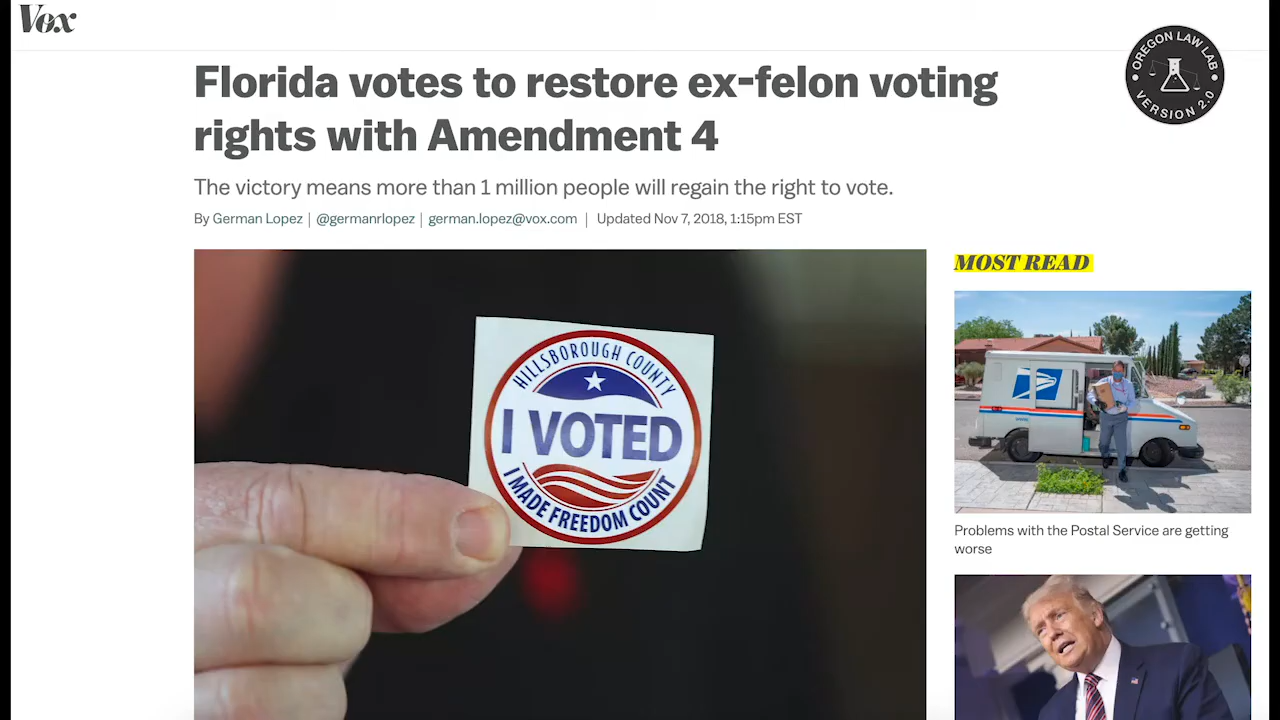 Vox
OREGON LAW LAB
VERSION 2.0
Florida votes to restore ex-felon voting
rights with Amendment 4
The victory means more than 1 million people will regain the right to vote.
By German Lopez | @germanrlopez | german.lopez@vox.com | Updated Nov 7, 2018, 1:15pm EST
HILLSBOROUGH COUNTY
I VOTED
I MADE FREEDOM COUNT
MOST READ
Problems with the Postal Service are getting
worse